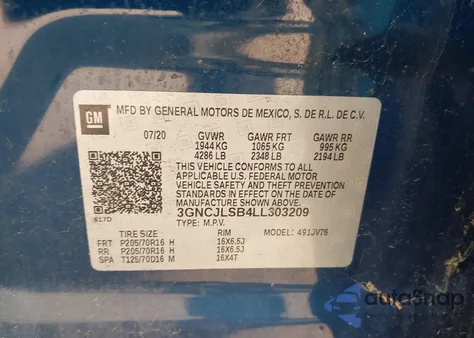 GM
MFD BY GENERAL MOTORS DE MEXICO, S. DE R.L. DE C.V.
07/20 GVWR GAWR FRT GAWR RR
1944 KG 1065 KG 995 KG
4286 LB 2348 LB 2194 LB
THIS VEHICLE CONFORMS TO ALL
APPLICABLE U.S. FEDERAL MOTOR
VEHICLE SAFETY AND THEFT PREVENTION
STANDARDS IN EFFECT ON THE DATE OF
MANUFACTURE SHOWN ABOVE.
3GNCJLSB4LL303209
617D
TYPE: M.P.V.
TIRE SIZE RIM 491JV76
FRT P205/70R16 H 16X6.5J
RR P205/70R16 H 16X6.5J
SPA T125/70D16 M 16X4T
autoSnap